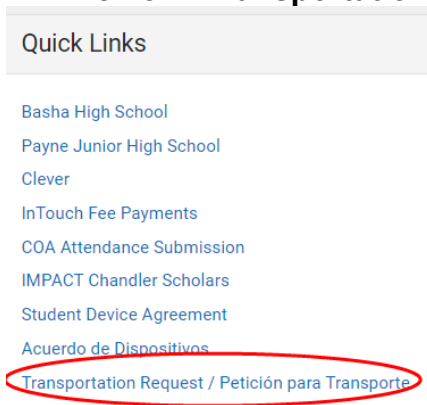 Quick Links
Basha High School
Payne Junior High School
Clever
InTouch Fee Payments
COA Attendance Submission
IMPACT Chandler Scholars
Student Device Agreement
Acuerdo de Dispositivos
Transportation Request / Petición para Transporte